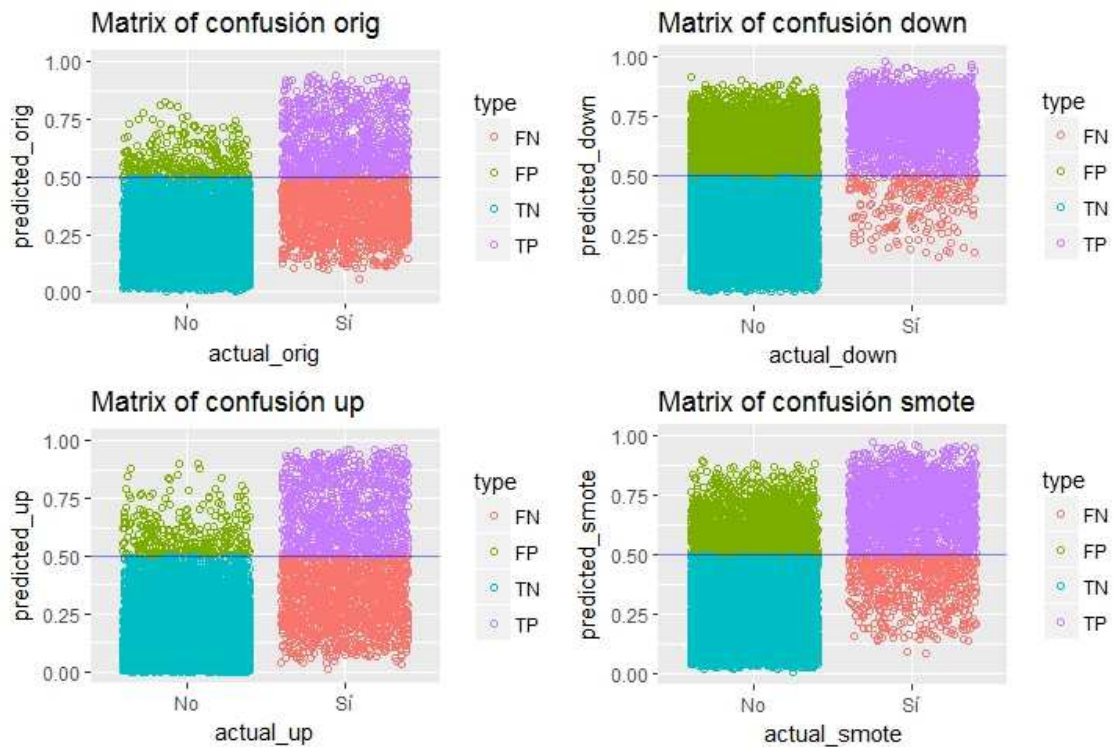 Matrix of confusión orig
1.00
0.75
0.50
0.25
0.00
predicted_orig
No
Sí
actual_orig
type
FN
FP
TN
TP
Matrix of confusión down
1.00
0.75
0.50
0.25
0.00
predicted_down
No
Sí
actual_down
type
FN
FP
TN
TP
Matrix of confusión up
1.00
0.75
0.50
0.25
0.00
predicted_up
No
Sí
actual_up
type
FN
FP
TN
TP
Matrix of confusión smote
1.00
0.75
0.50
0.25
0.00
predicted_smote
No
Sí
actual_smote
type
FN
FP
TN
TP